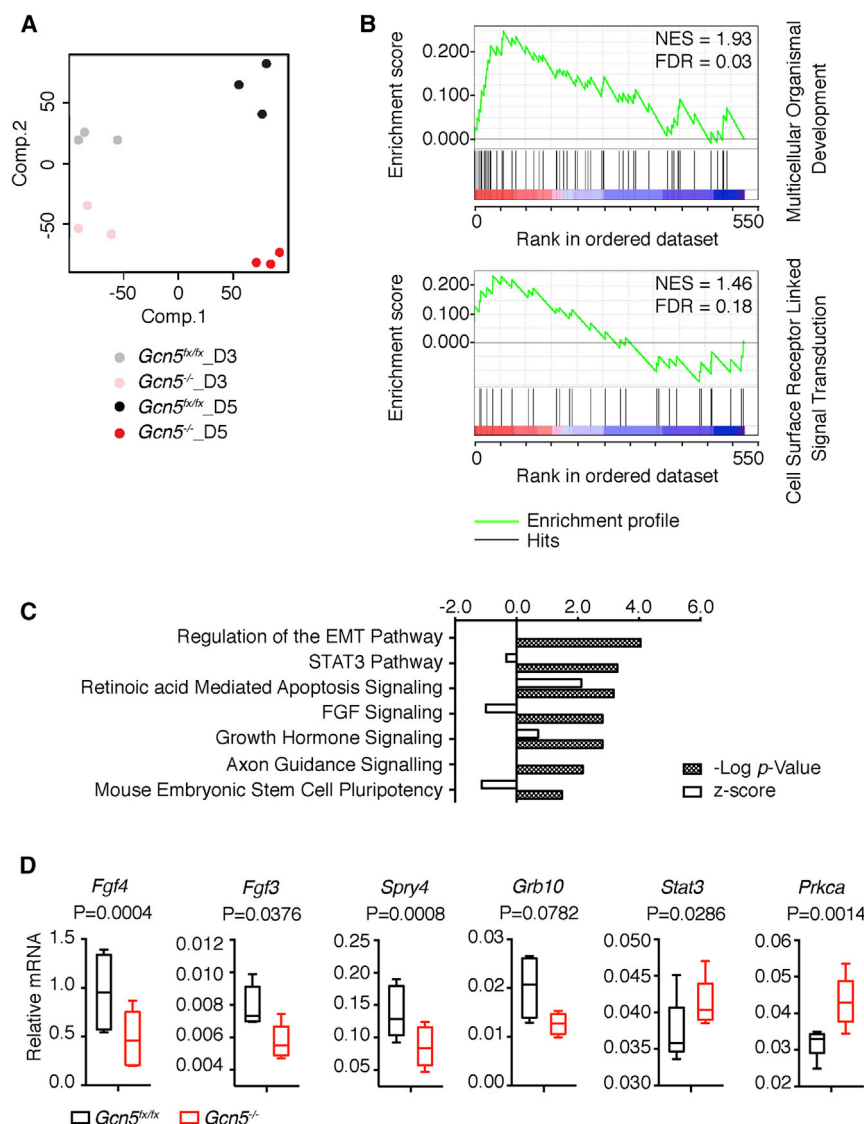 A
Comp.2
50
0
-50
-50
0
50
Comp.1
Gcn5fx/fx_D3
Gcn5-/-_D3
Gcn5fx/fx_D5
Gcn5-/-_D5
B
Enrichment score
0.200
0.100
0.000
NES = 1.93
FDR = 0.03
0
550
Rank in ordered dataset
Multicellular Organismal
Development
Enrichment score
0.200
0.100
0.000
NES = 1.46
FDR = 0.18
0
550
Rank in ordered dataset
Cell Surface Receptor Linked
Signal Transduction
Enrichment profile
Hits
C
-2.0 0.0 2.0 4.0 6.0
Regulation of the EMT Pathway
STAT3 Pathway
Retinoic acid Mediated Apoptosis Signaling
FGF Signaling
Growth Hormone Signaling
Axon Guidance Signalling
Mouse Embryonic Stem Cell Pluripotency
-Log p-Value
z-score
D
Relative mRNA
Fgf4
P=0.0004
1.5
1.0
0.5
0.0
Fgf3
P=0.0376
0.012
0.010
0.008
0.006
0.004
Spry4
P=0.0008
0.25
0.20
0.15
0.10
0.05
Grb10
P=0.0782
0.03
0.02
0.01
0.00
Stat3
P=0.0286
0.050
0.045
0.040
0.035
0.030
Prkca
P=0.0014
0.06
0.05
0.04
0.03
0.02
Gcn5fx/fx
Gcn5-/-